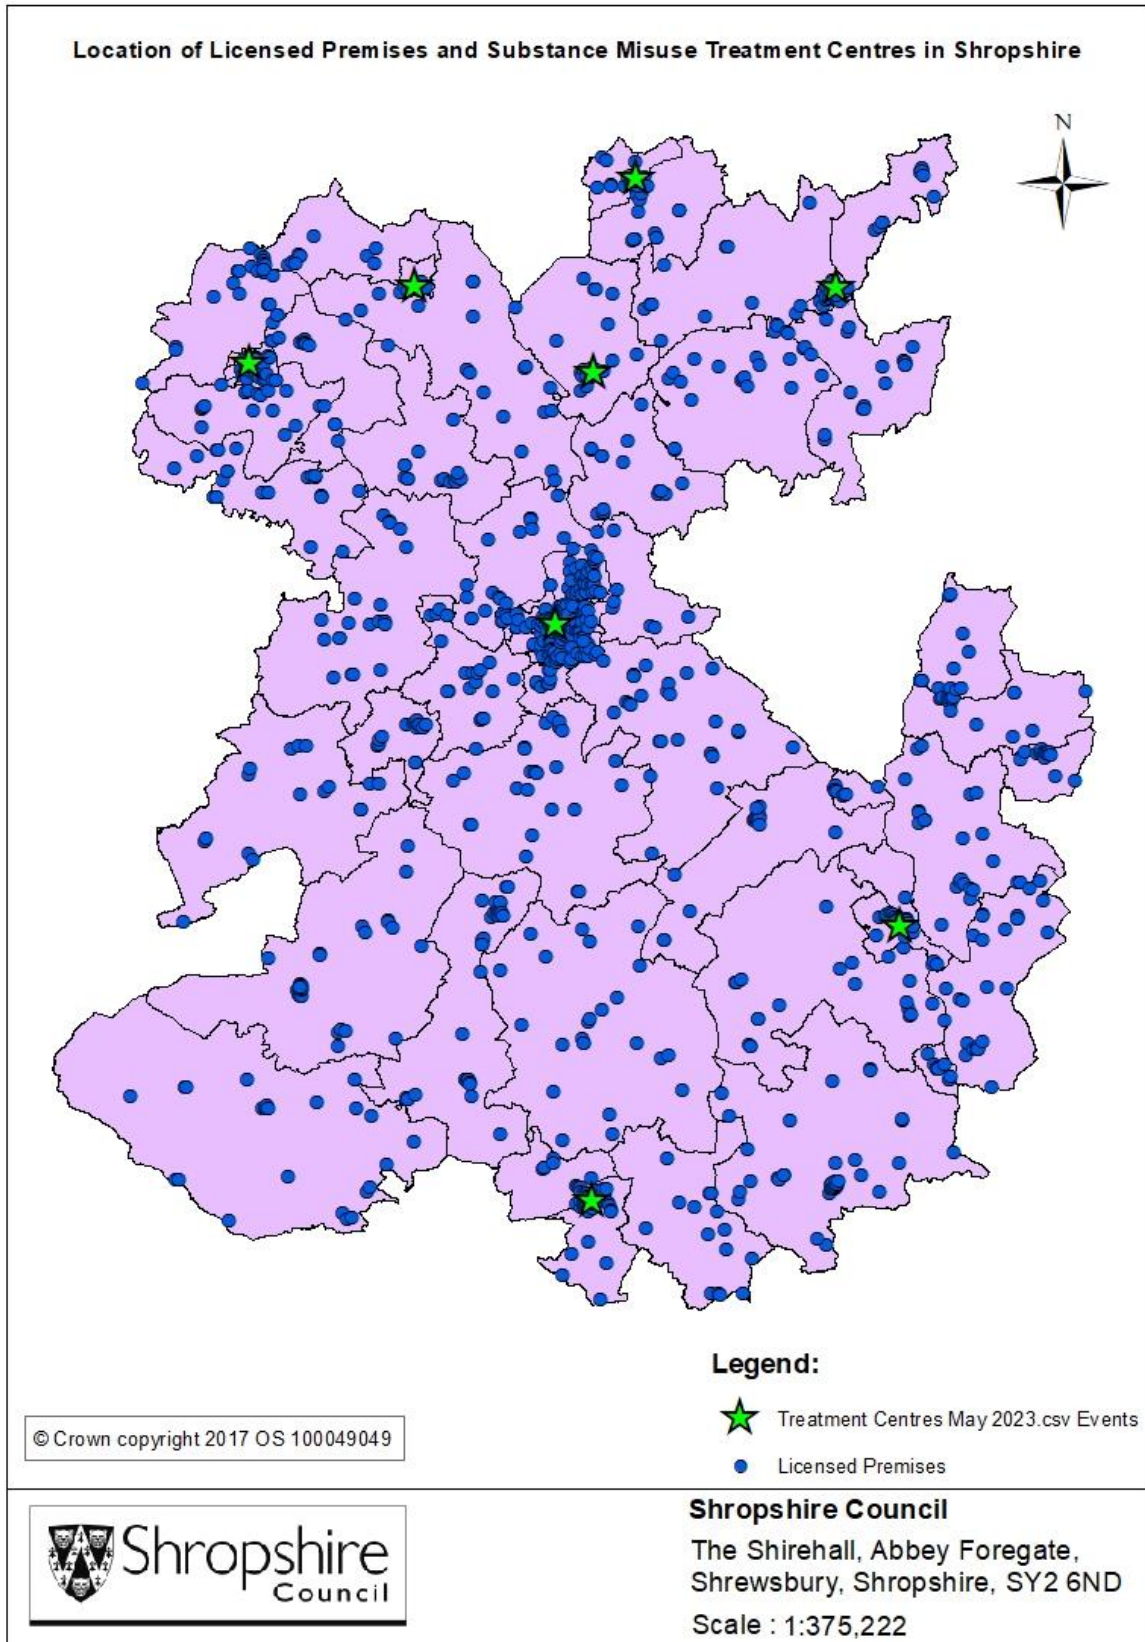 Location of Licensed Premises and Substance Misuse Treatment Centres in Shropshire
N
Legend:
Treatment Centres May 2023.csv Events
Licensed Premises
© Crown copyright 2017 OS 100049049
Shropshire
Council
Shropshire Council
The Shirehall, Abbey Foregate,
Shrewsbury, Shropshire, SY2 6ND
Scale : 1:375,222